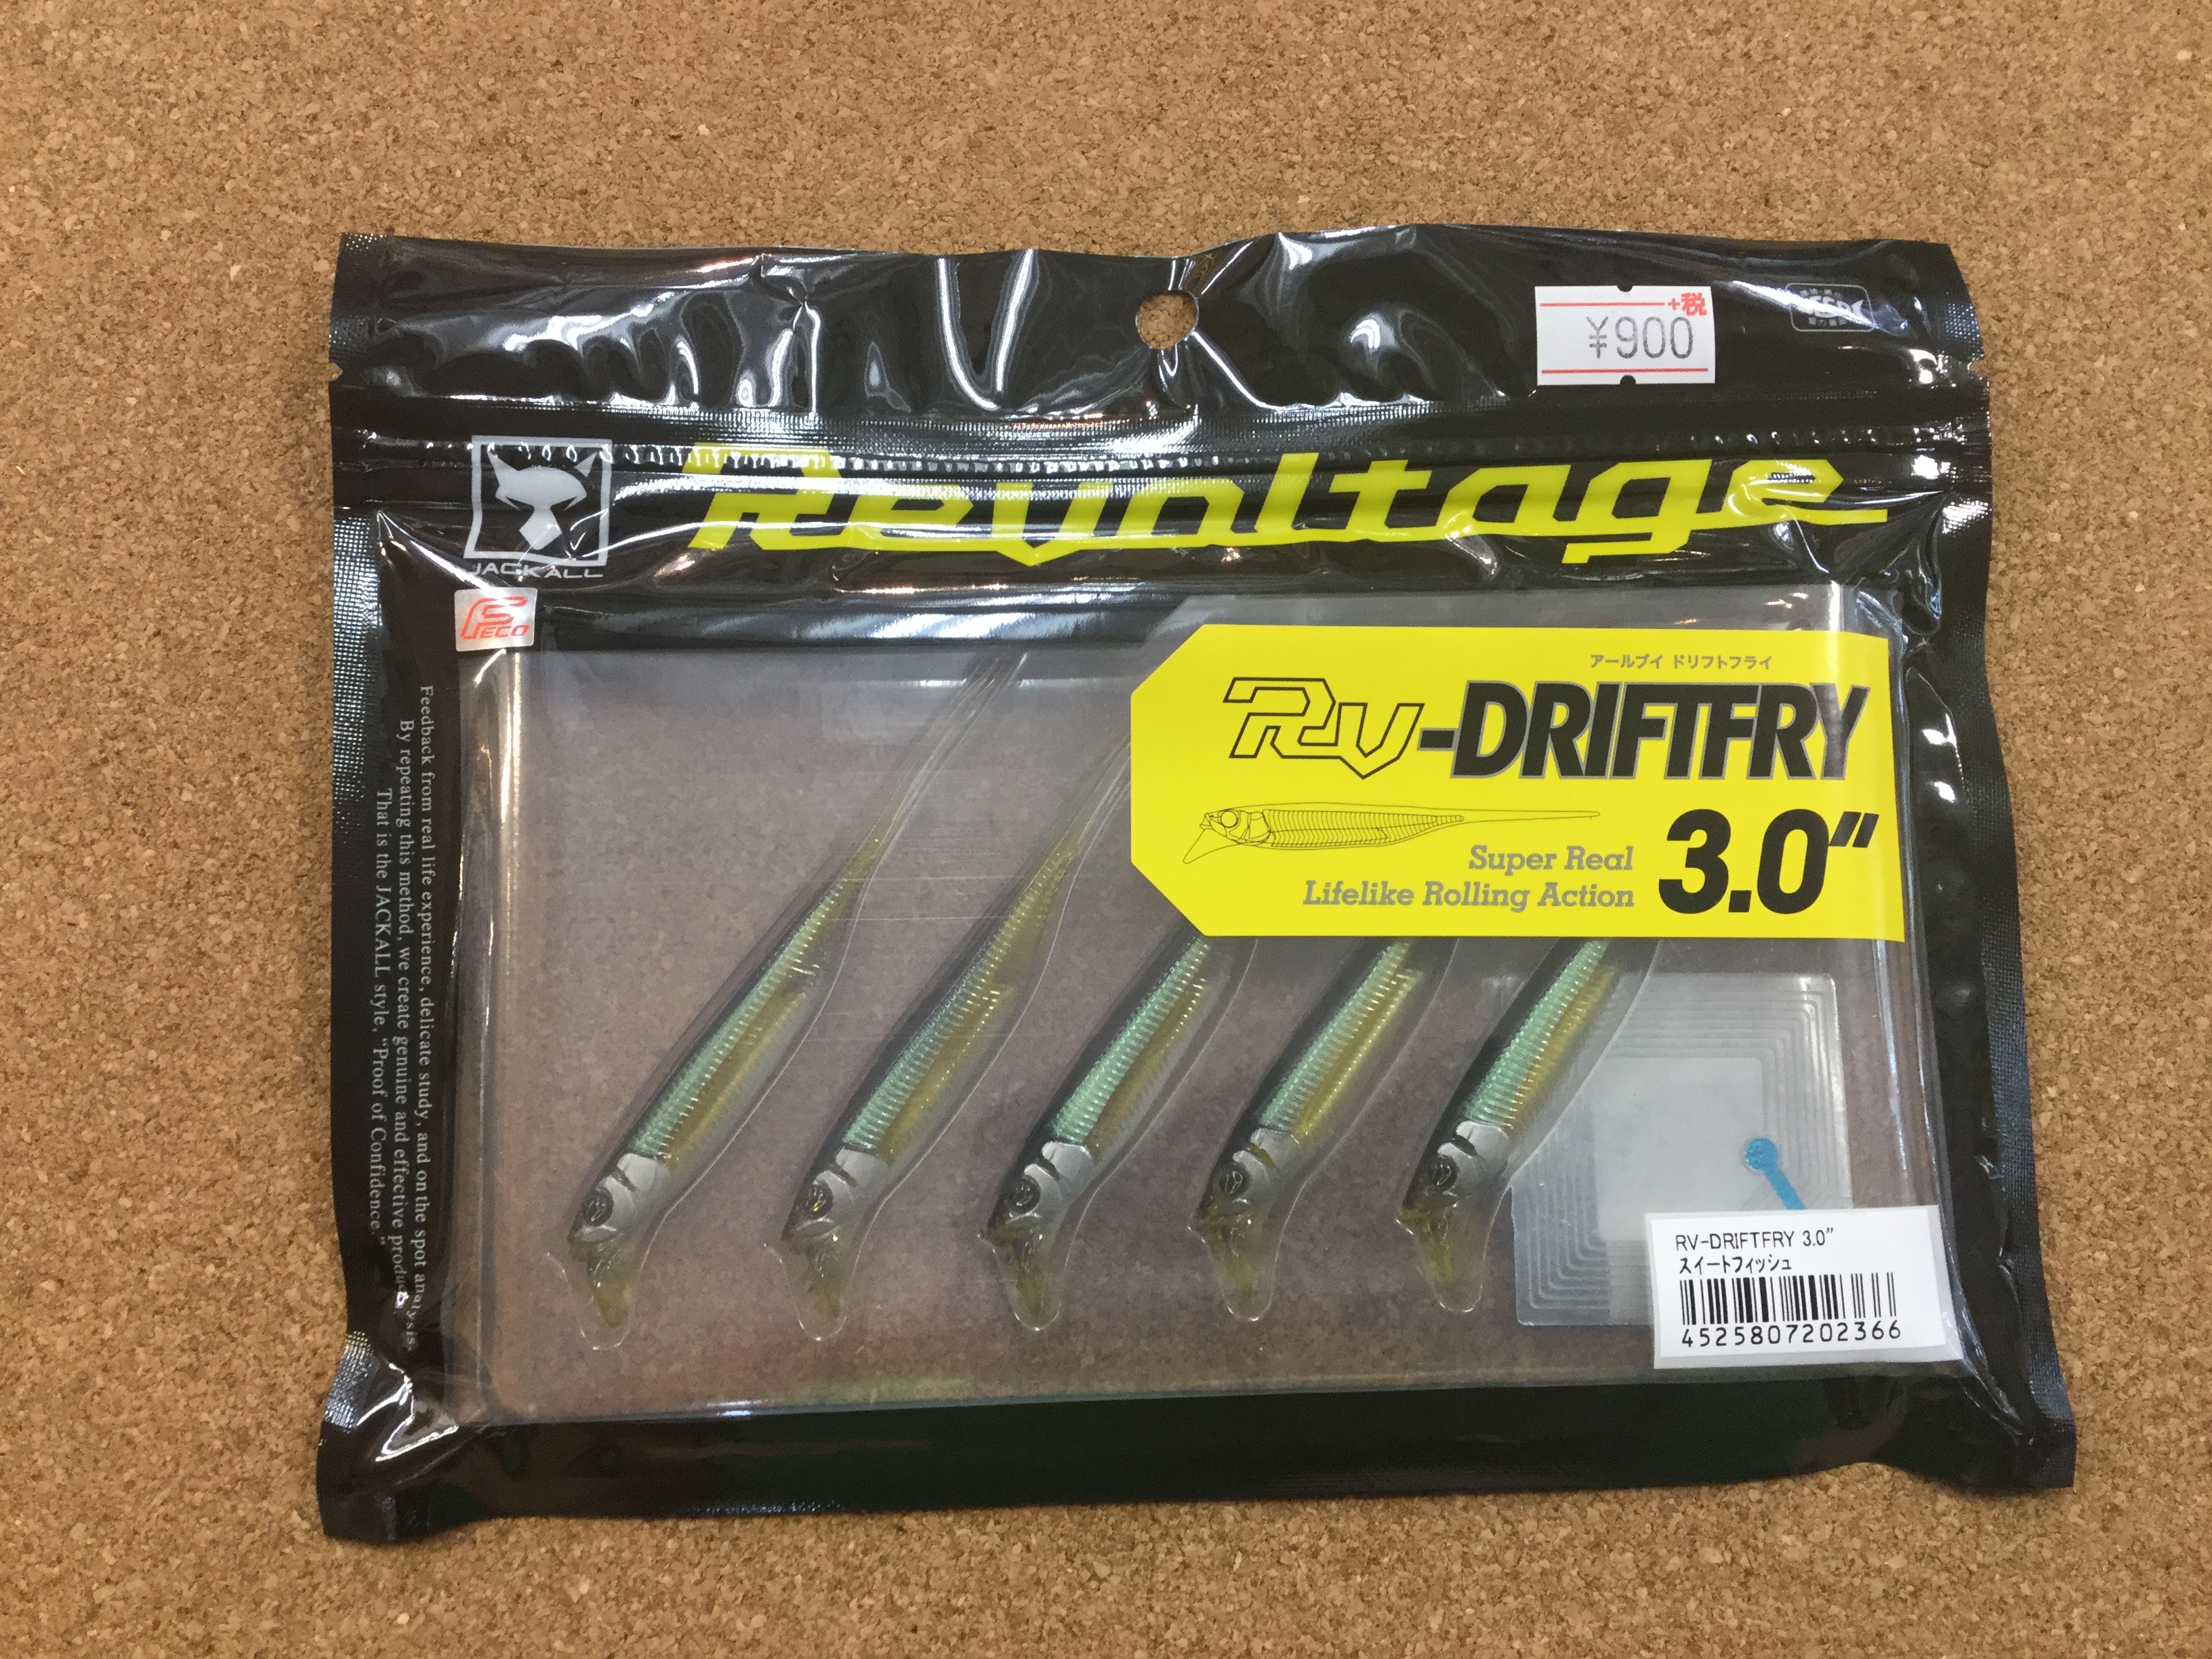 +税
¥900
JACKALL
Revoltage
FECO
アールブイ ドリフトフライ
RV-DRIFTFRY
3.0"
Super Real
Lifelike Rolling Action
Feedback from real life experience, delicate study, and on the spot analysis.
By repeating this method, we create genuine and effective products.
That is the JACKALL style, "Proof of Confidence."
RV-DRIFTFRY 3.0"
スイートフィッシュ
4525807202366